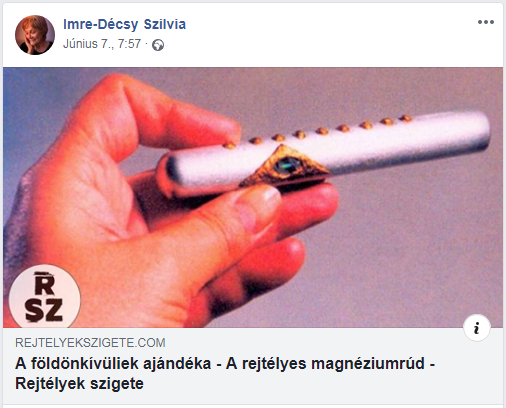 Imre-Décsy Szilvia
Június 7., 7:57 ·
R
SZ
REJTELYEKSZIGETE.COM
A földönkívüliek ajándéka - A rejtélyes magnéziumrúd -
Rejtélyek szigete